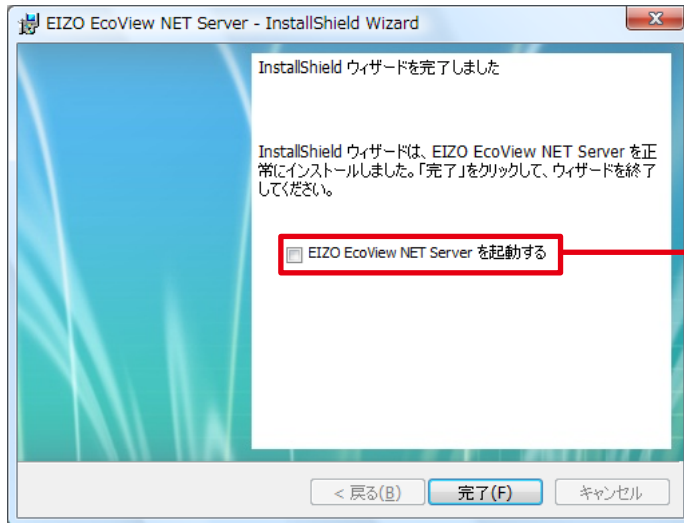 EIZO EcoView NET Server - InstallShield Wizard
InstallShield ウィザードを完了しました
InstallShield ウィザードは、EIZO EcoView NET Server を正
常にインストールしました。「完了」をクリックして、ウィザードを終了
してください。
EIZO EcoView NET Server を起動する
< 戻る(B)
完了(F)
キャンセル